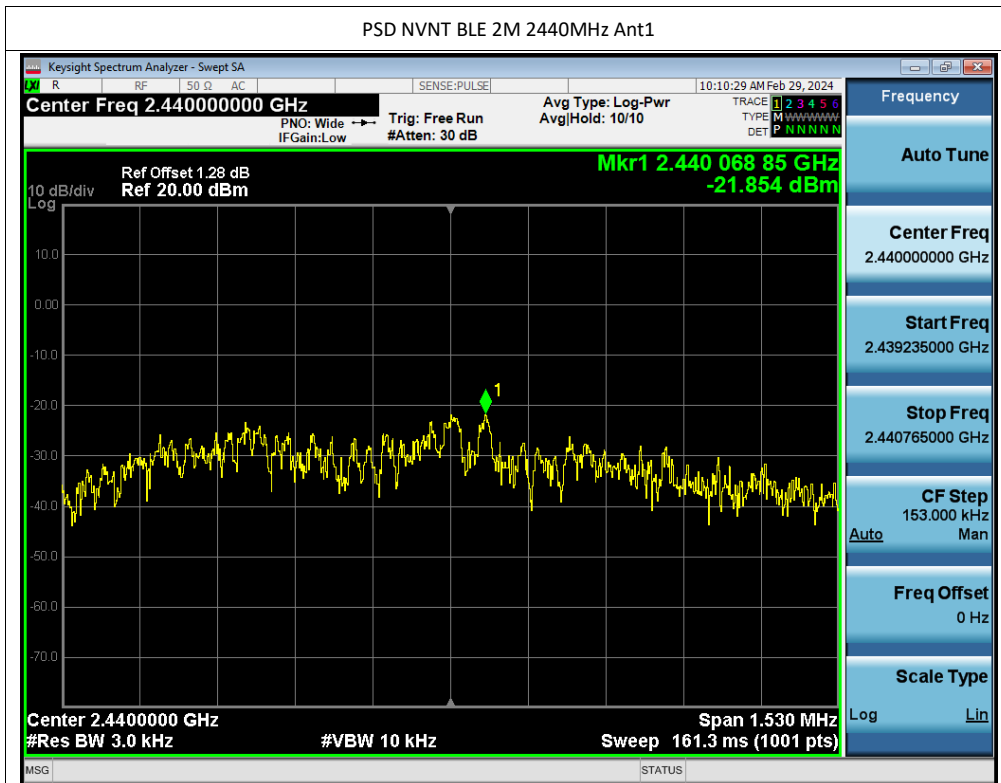 PSD NVNT BLE 2M 2440MHz Ant1
Keysight Spectrum Analyzer - Swept SA
LXI R RF 50 Ω AC SENSE:PULSE 10:10:29 AM Feb 29, 2024
Center Freq 2.440000000 GHz
PNO: Wide
IFGain:Low
Trig: Free Run
#Atten: 30 dB
Avg Type: Log-Pwr
Avg|Hold: 10/10
TRACE 1 2 3 4 5 6
TYPE M WWWWW
DET P N N N N N
Mkr1 2.440 068 85 GHz
-21.854 dBm
Ref Offset 1.28 dB
10 dB/div Ref 20.00 dBm
Log
10.0
0.00
-10.0
-20.0
-30.0
-40.0
-50.0
-60.0
-70.0
1
Center 2.4400000 GHz Span 1.530 MHz
#Res BW 3.0 kHz #VBW 10 kHz Sweep 161.3 ms (1001 pts)
MSG STATUS
Frequency
Auto Tune
Center Freq
2.440000000 GHz
Start Freq
2.439235000 GHz
Stop Freq
2.440765000 GHz
CF Step
153.000 kHz
Auto Man
Freq Offset
0 Hz
Scale Type
Log Lin